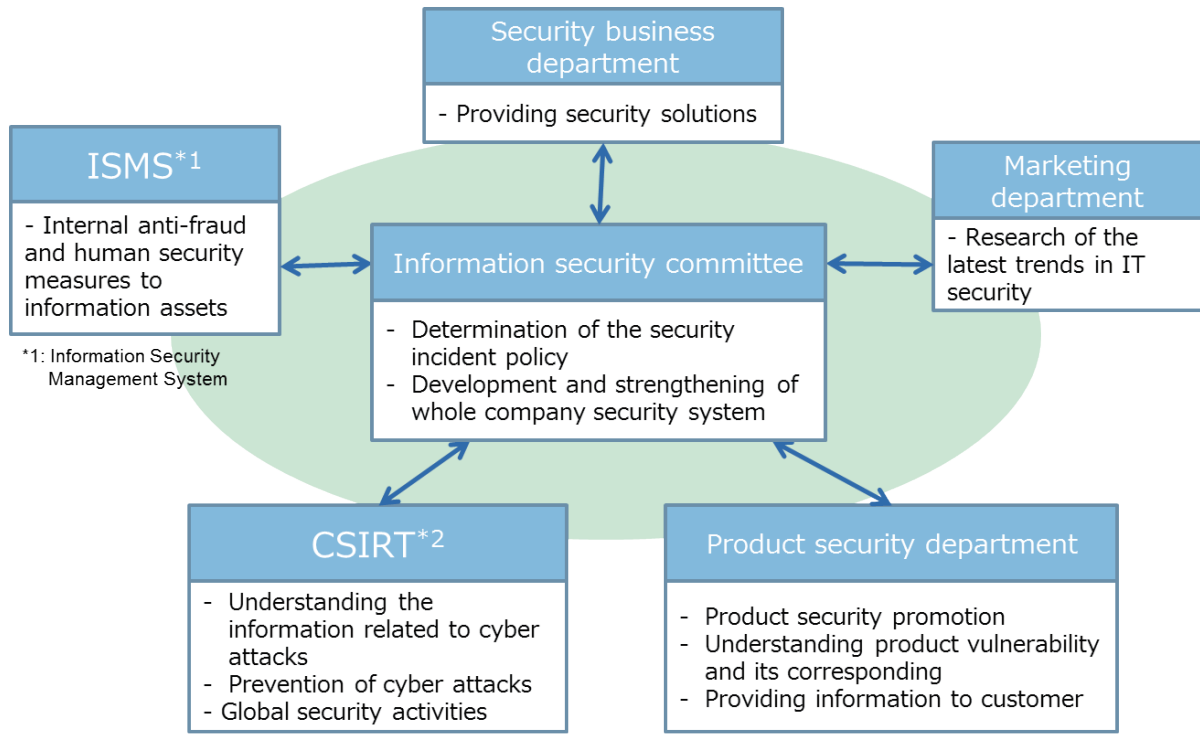 Security business
department
- Providing security solutions
ISMS*1
- Internal anti-fraud
and human security
measures to
information assets
*1: Information Security
Management System
Marketing
department
- Research of the
latest trends in IT
security
Information security committee
- Determination of the security
incident policy
- Development and strengthening of
whole company security system
CSIRT*2
- Understanding the
information related to cyber
attacks
- Prevention of cyber attacks
- Global security activities
Product security department
- Product security promotion
- Understanding product vulnerability
and its corresponding
- Providing information to customer